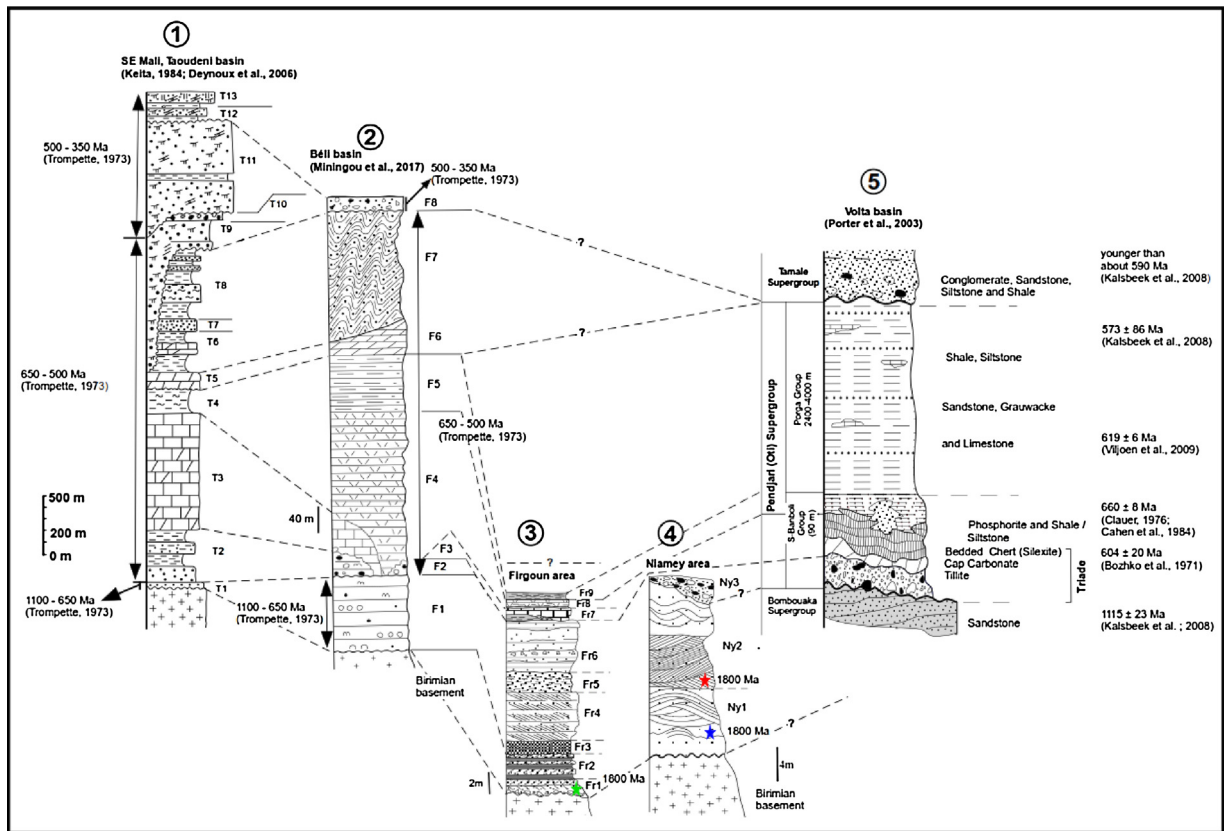 ①
SE Mali, Taoudeni basin
(Keita, 1984; Deynoux et al., 2006)
T13
T12
T11
T10
T9
T8
T7
T6
T5
T4
T3
T2
T1
500 - 350 Ma
(Trompette, 1973)
650 - 500 Ma
(Trompette, 1973)
1100 - 650 Ma
(Trompette, 1973)
500 m
200 m
0 m
②
Béli basin
(Miningou et al., 2017)
500 - 350 Ma
(Trompette, 1973)
F8
F7
F6
F5
F4
F3
F2
F1
650 - 500 Ma
(Trompette, 1973)
40 m
1100 - 650 Ma
(Trompette, 1973)
Birimian
basement
③
?
Firgoun area
Fr9
Fr8
Fr7
Fr6
Fr5
Fr4
Fr3
Fr2
Fr1
1800 Ma
2m
④
Niamey area
Ny3
Ny2
1800 Ma
Ny1
1800 Ma
4m
Birimian
basement
?
?
?
?
⑤
Volta basin
(Porter et al., 2003)
Tamale
Supergroup
Pendjari (Oti) Supergroup
Porga Group
2400-4000 m
S-Banboli
Group
(90 m)
Bombouaka
Supergroup
Conglomerate, Sandstone,
Siltstone and Shale
Shale, Siltstone
Sandstone, Grauwacke
and Limestone
Phosphorite and Shale /
Siltstone
Bedded Chert (Silexite)
Cap Carbonate
Tillite
Triade
Sandstone
younger than
about 590 Ma
(Kalsbeek et al., 2008)
573 ± 86 Ma
(Kalsbeek et al., 2008)
619 ± 6 Ma
(Viljoen et al., 2009)
660 ± 8 Ma
(Clauer, 1976;
Cahen et al., 1984)
604 ± 20 Ma
(Bozhko et al., 1971)
1115 ± 23 Ma
(Kalsbeek et al. ; 2008)